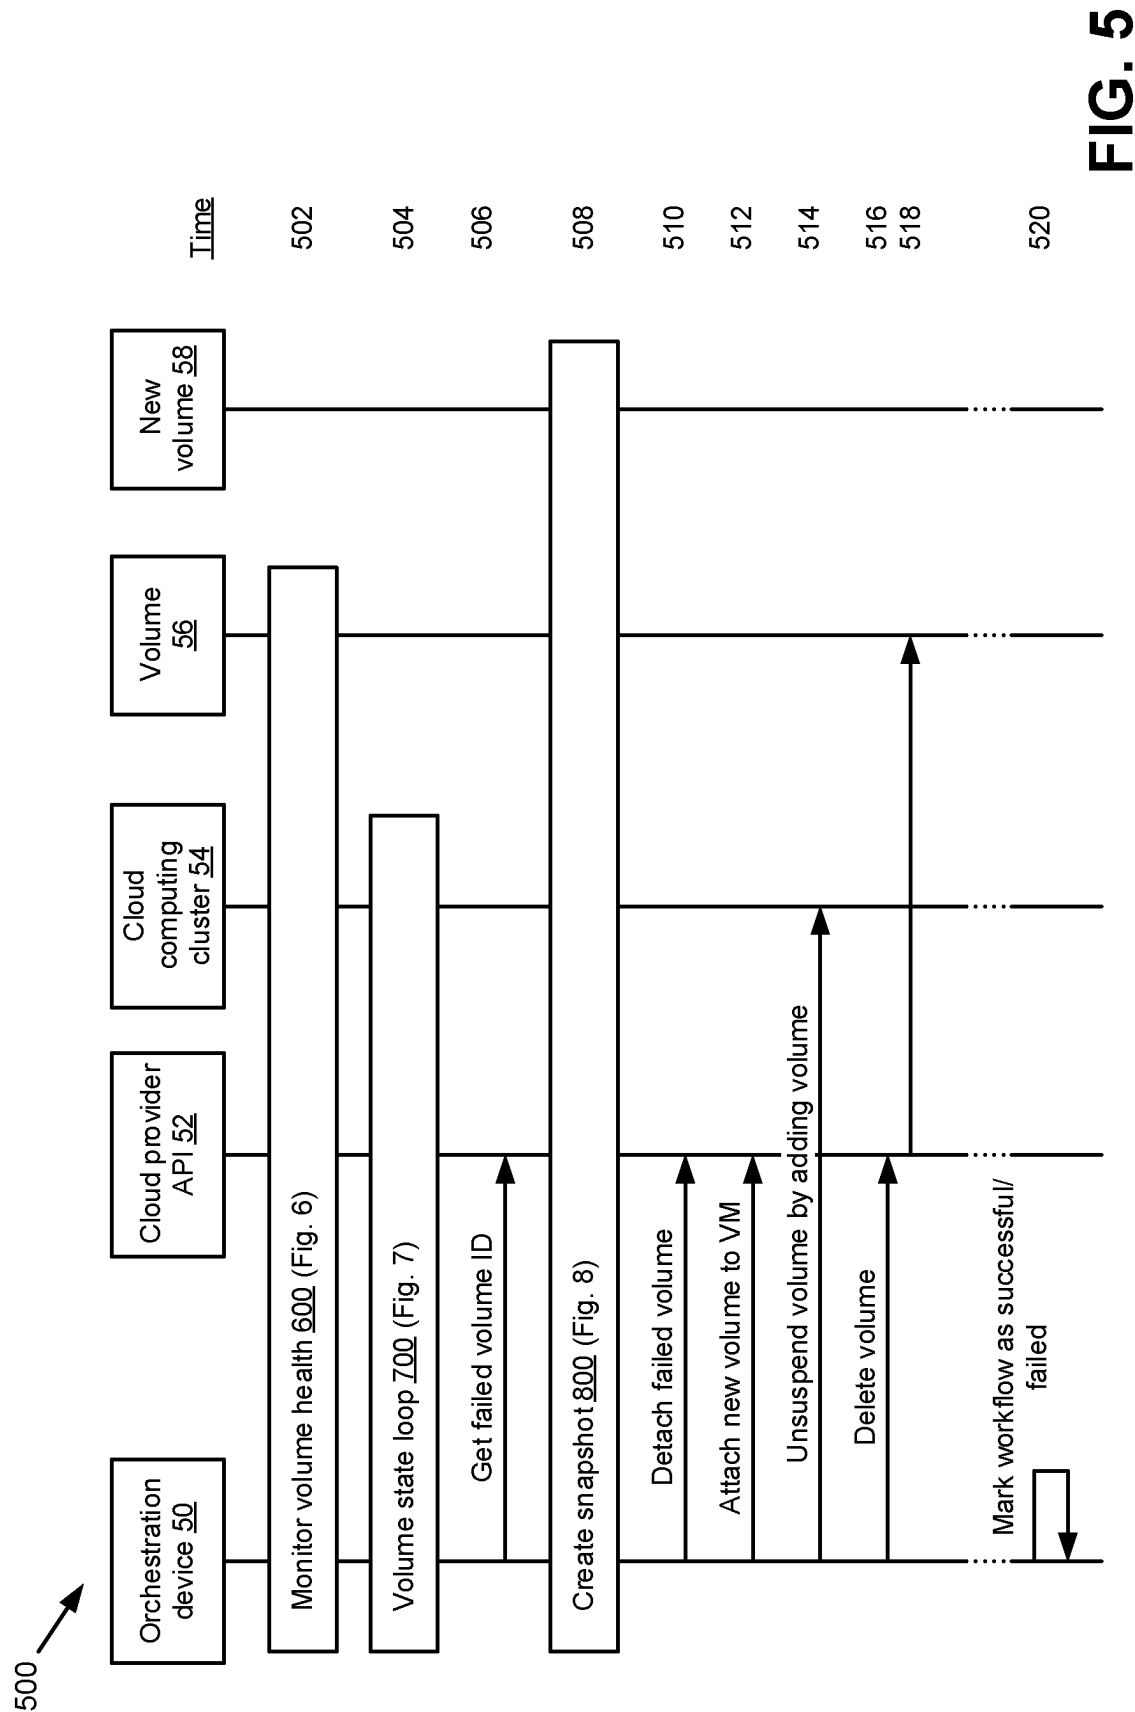 500
Orchestration
device 50
Cloud provider
API 52
Cloud
computing
cluster 54
Volume
56
New
volume 58
Time
Monitor volume health 600 (Fig. 6)
502
Volume state loop 700 (Fig. 7)
504
Get failed volume ID
506
Create snapshot 800 (Fig. 8)
508
Detach failed volume
510
Attach new volume to VM
512
Unsuspend volume by adding volume
514
Delete volume
516
518
Mark workflow as successful/
failed
520
FIG. 5